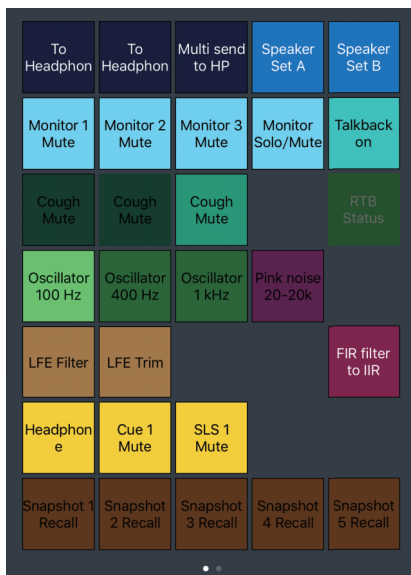 To
Headphon
To
Headphon
Multi send
to HP
Speaker
Set A
Speaker
Set B
Monitor 1
Mute
Monitor 2
Mute
Monitor 3
Mute
Monitor
Solo/Mute
Talkback
on
Cough
Mute
Cough
Mute
Cough
Mute
RTB
Status
Oscillator
100 Hz
Oscillator
400 Hz
Oscillator
1 kHz
Pink noise
20-20k
LFE Filter
LFE Trim
FIR filter
to IIR
Headphon
e
Cue 1
Mute
SLS 1
Mute
Snapshot 1
Recall
Snapshot
2 Recall
Snapshot
3 Recall
Snapshot
4 Recall
Snapshot
5 Recall